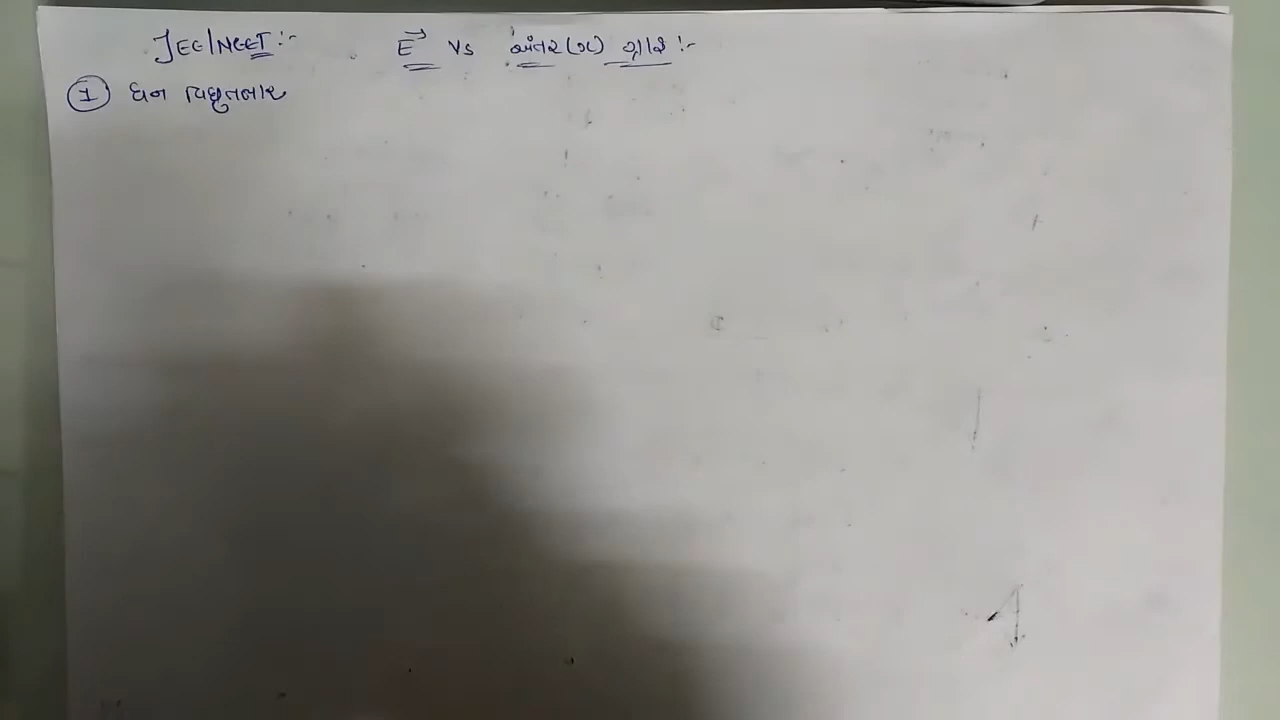 JEE/NEET :-
E⃗ Vs અંતર(x) ગ્રાફ :-
① ધન વિદ્યુતભાર